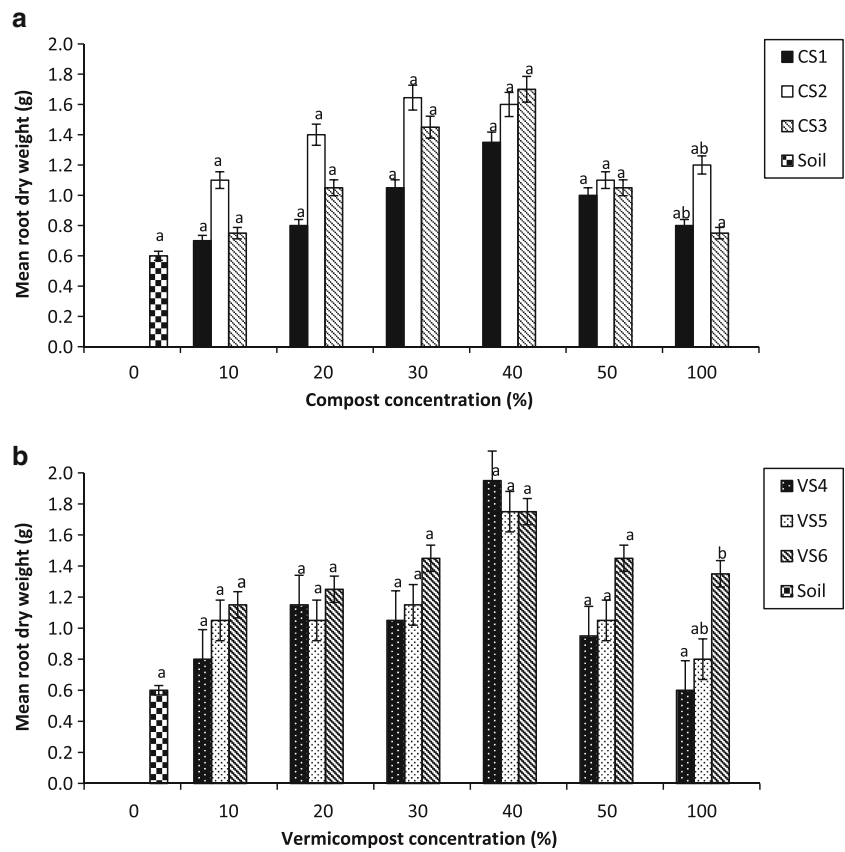 a
Mean root dry weight (g)
2.0
1.8
1.6
1.4
1.2
1.0
0.8
0.6
0.4
0.2
0.0
a
a a a
a a a
a a a
a a a
a a a
ab ab a
0 10 20 30 40 50 100
Compost concentration (%)
CS1
CS2
CS3
Soil
b
Mean root dry weight (g)
2.0
1.8
1.6
1.4
1.2
1.0
0.8
0.6
0.4
0.2
0.0
a
a a a
a a a
a a a
a a a
a a a
a ab b
0 10 20 30 40 50 100
Vermicompost concentration (%)
VS4
VS5
VS6
Soil